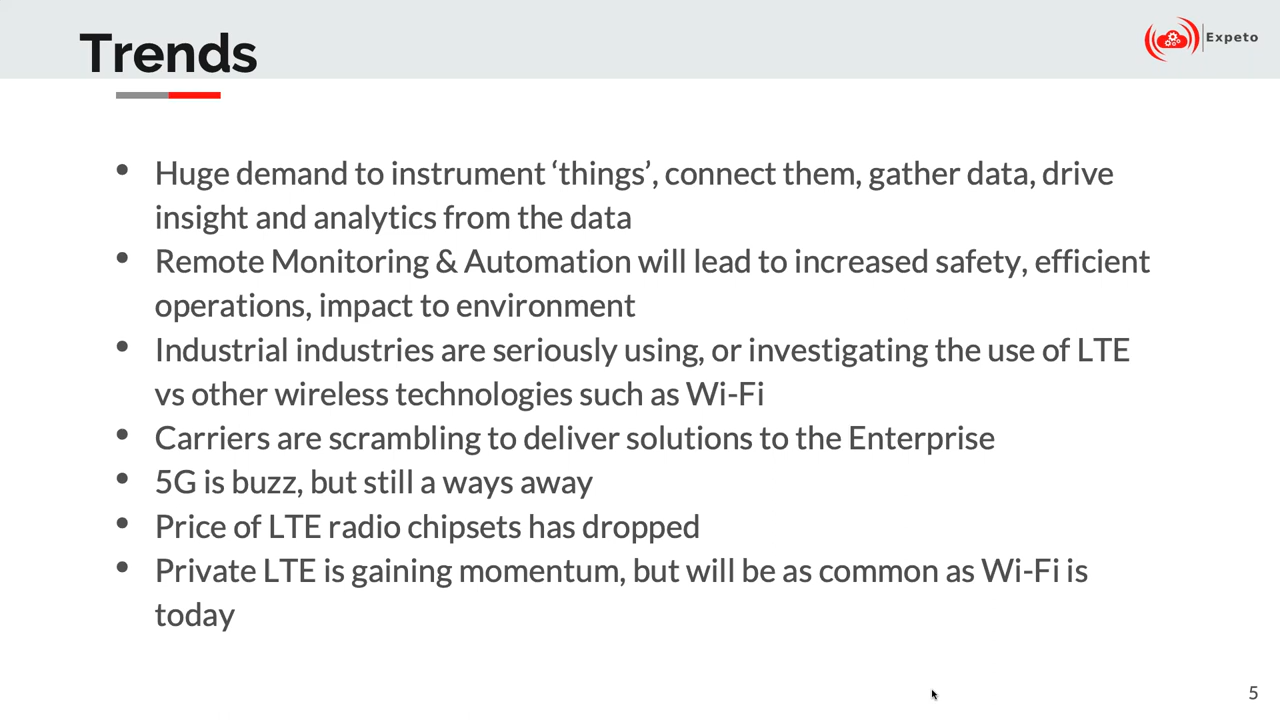 Trends
Expeto
• Huge demand to instrument ‘things’, connect them, gather data, drive
insight and analytics from the data
• Remote Monitoring & Automation will lead to increased safety, efficient
operations, impact to environment
• Industrial industries are seriously using, or investigating the use of LTE
vs other wireless technologies such as Wi-Fi
• Carriers are scrambling to deliver solutions to the Enterprise
• 5G is buzz, but still a ways away
• Price of LTE radio chipsets has dropped
• Private LTE is gaining momentum, but will be as common as Wi-Fi is
today
5